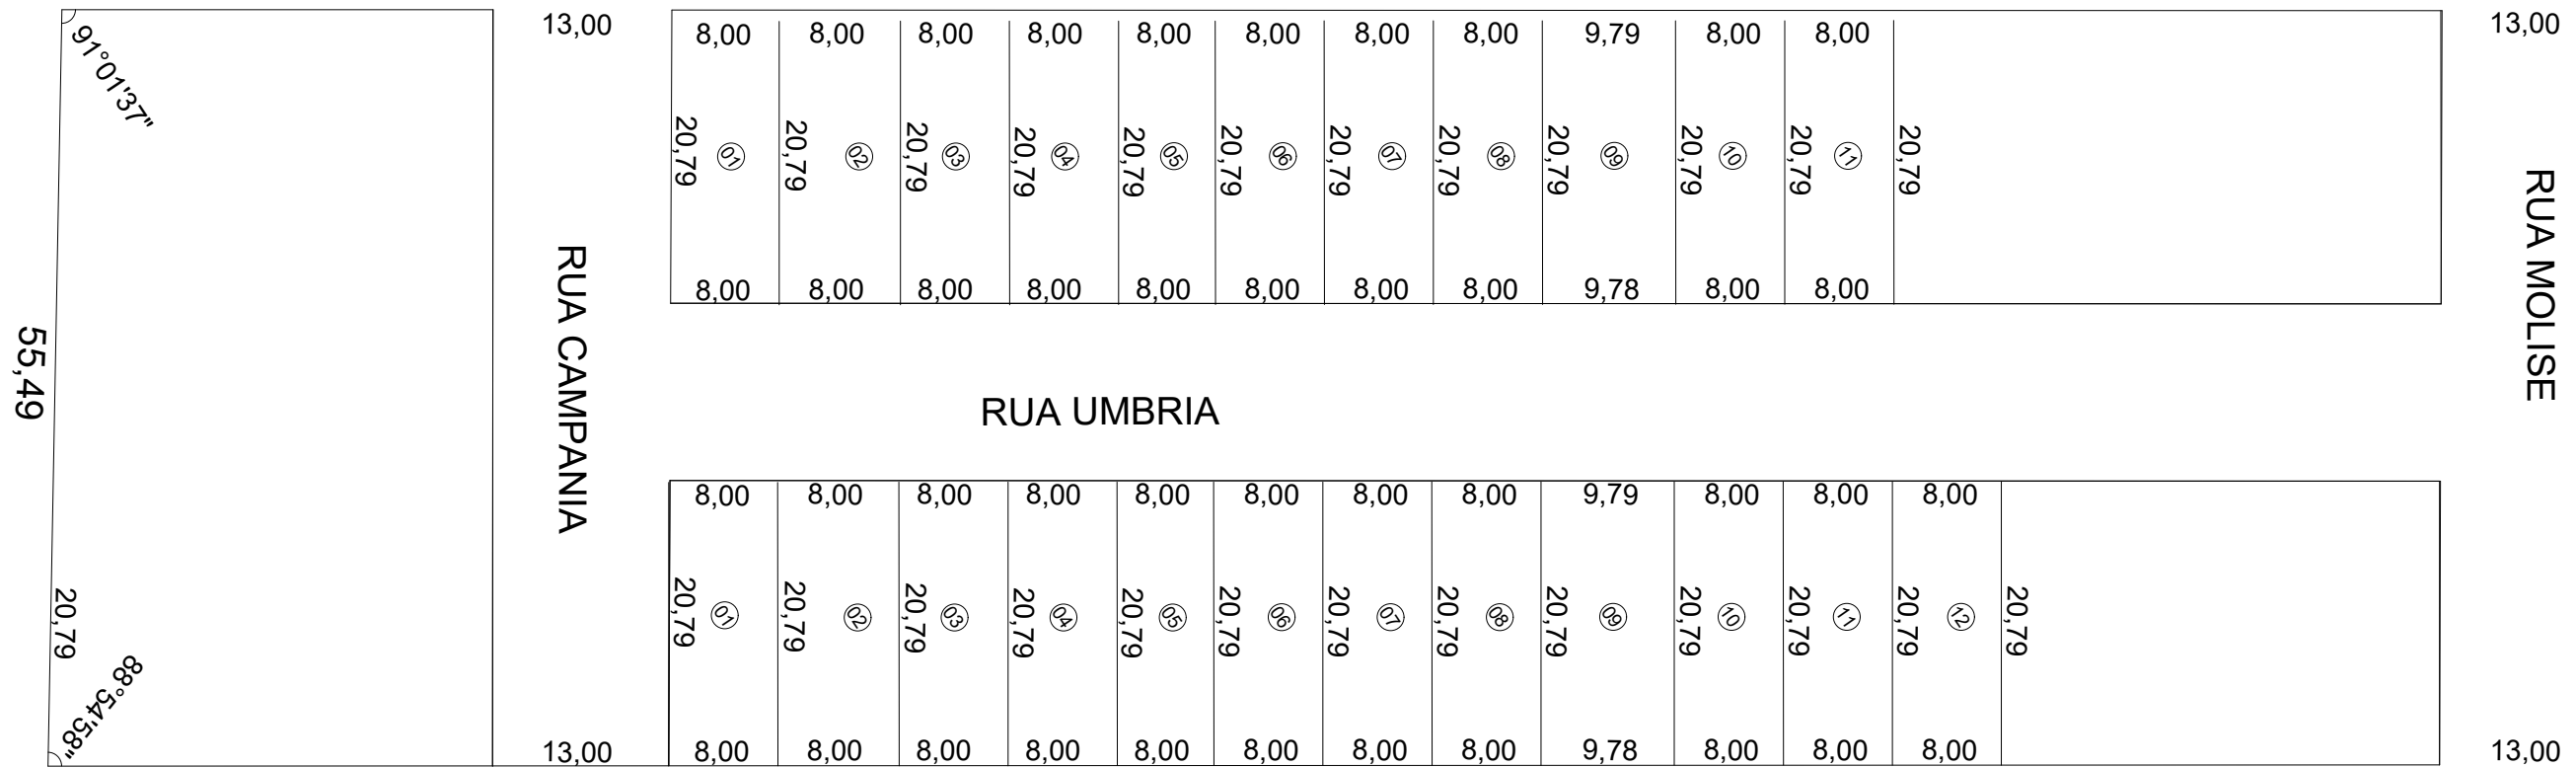 13,00 8,00 8,00 8,00 8,00 8,00 8,00 8,00 8,00 9,79 8,00 8,00 13,00
91°01'37"
20,79 01 20,79 02 20,79 03 20,79 04 20,79 05 20,79 06 20,79 07 20,79 08 20,79 09 20,79 10 20,79 11 20,79
8,00 8,00 8,00 8,00 8,00 8,00 8,00 8,00 9,78 8,00 8,00
RUA MOLISE
55,49
RUA CAMPANIA
RUA UMBRIA
8,00 8,00 8,00 8,00 8,00 8,00 8,00 8,00 9,79 8,00 8,00 8,00
20,79
20,79 01 20,79 02 20,79 03 20,79 04 20,79 05 20,79 06 20,79 07 20,79 08 20,79 09 20,79 10 20,79 11 20,79 12 20,79
88°54'58"
13,00 8,00 8,00 8,00 8,00 8,00 8,00 8,00 8,00 9,78 8,00 8,00 8,00 13,00